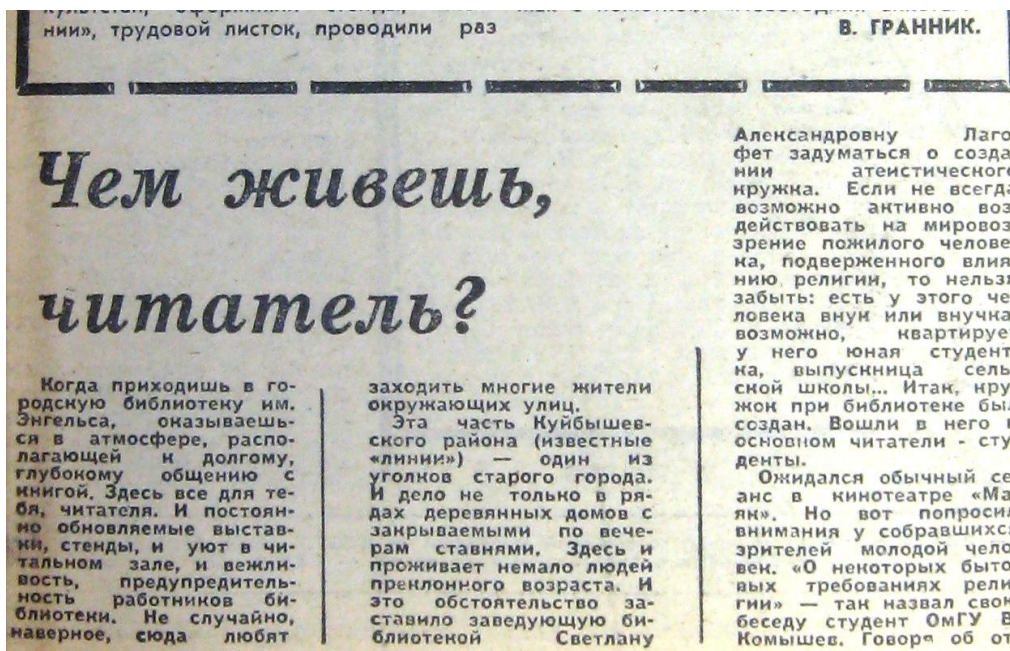 нии», трудовой листок, проводили раз
В. ГРАННИК.
Чем живешь,
читатель?
Когда приходишь в го-
родскую библиотеку им.
Энгельса, оказываешь-
ся в атмосфере, распо-
лагающей к долгому,
глубокому общению с
книгой. Здесь все для те-
бя, читателя. И постоян-
но обновляемые выстав-
ки, стенды, и уют в чи-
тальном зале, и вежли-
вость, предупредитель-
ность работников би-
блиотеки. Не случайно,
наверное, сюда любят
заходить многие жители
окружающих улиц.
Эта часть Куйбышев-
ского района (известные
«линии») — один из
уголков старого города.
И дело не только в ря-
дах деревянных домов с
закрываемыми по вече-
рам ставнями. Здесь и
проживает немало людей
преклонного возраста. И
это обстоятельство за-
ставило заведующую би-
блиотекой Светлану
Александровну Лаго
фет задуматься о созда
нии атеистического
кружка. Если не всегда
возможно активно воз
действовать на мировоз
зрение пожилого челове
ка, подверженного влия
нию религии, то нельзя
забыть: есть у этого че
ловека внук или внучка
возможно, квартирует
у него юная студент
ка, выпускница сель
ской школы... Итак, кру
жок при библиотеке был
создан. Вошли в него в
основном читатели - сту
денты.
Ожидался обычный се
анс в кинотеатре «Ма
як». Но вот попросил
внимания у собравшихся
зрителей молодой чело
век. «О некоторых быто
вых требованиях рели
гии» — так назвал свою
беседу студент ОмГУ В
Комышев. Говоря об от